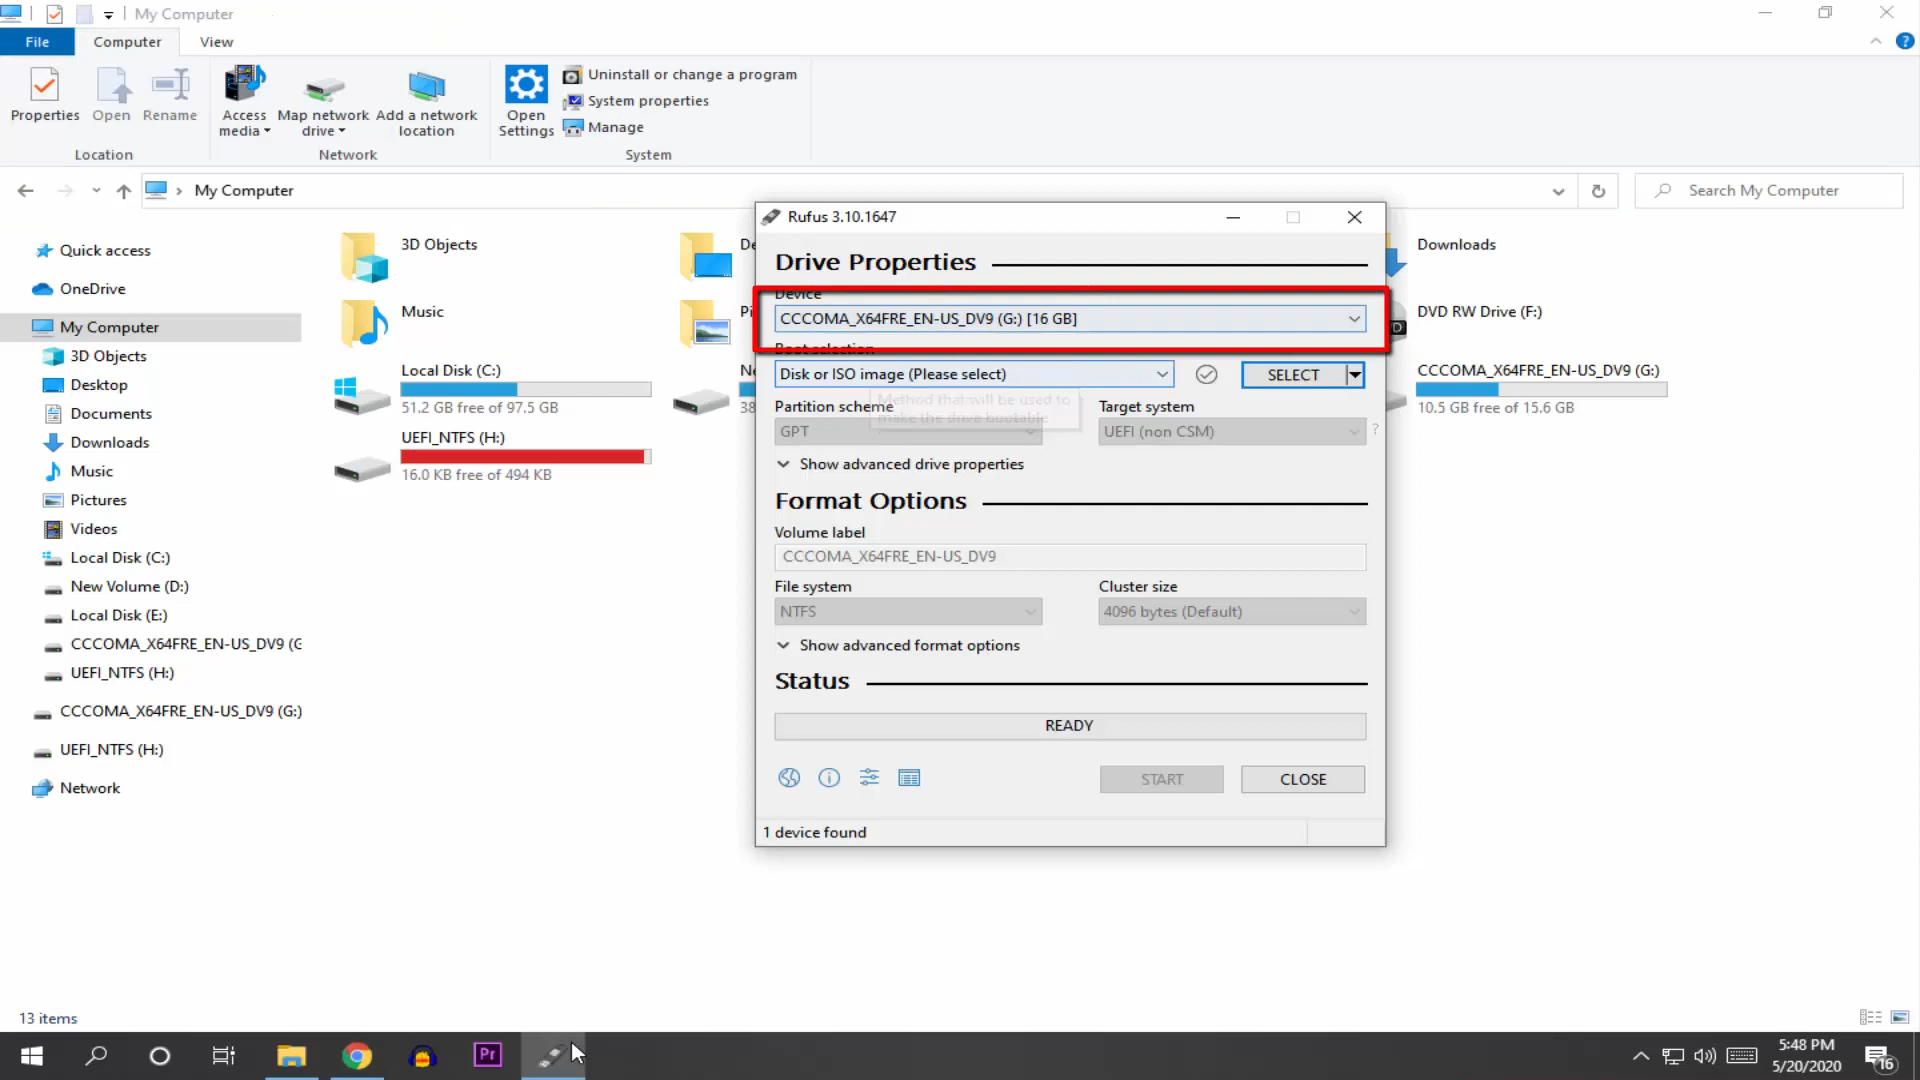 My Computer
File
Computer
View
Properties
Open
Rename
Access media
Map network drive
Add a network location
Open Settings
Uninstall or change a program
System properties
Manage
Location
Network
System
My Computer
Search My Computer
Quick access
OneDrive
My Computer
3D Objects
Desktop
Documents
Downloads
Music
Pictures
Videos
Local Disk (C:)
New Volume (D:)
Local Disk (E:)
CCCOMA_X64FRE_EN-US_DV9 (G
UEFI_NTFS (H:)
CCCOMA_X64FRE_EN-US_DV9 (G:)
UEFI_NTFS (H:)
Network
3D Objects
Music
Local Disk (C:)
51.2 GB free of 97.5 GB
UEFI_NTFS (H:)
16.0 KB free of 494 KB
Downloads
DVD RW Drive (F:)
CCCOMA_X64FRE_EN-US_DV9 (G:)
10.5 GB free of 15.6 GB
Rufus 3.10.1647
Drive Properties
Device
CCCOMA_X64FRE_EN-US_DV9 (G:) [16 GB]
Boot selection
Disk or ISO image (Please select)
SELECT
Method that will be used to
make the drive bootable
Partition scheme
Target system
GPT
UEFI (non CSM)
?
Show advanced drive properties
Format Options
Volume label
CCCOMA_X64FRE_EN-US_DV9
File system
Cluster size
NTFS
4096 bytes (Default)
Show advanced format options
Status
READY
START
CLOSE
1 device found
13 items
Pr
5:48 PM
5/20/2020
16